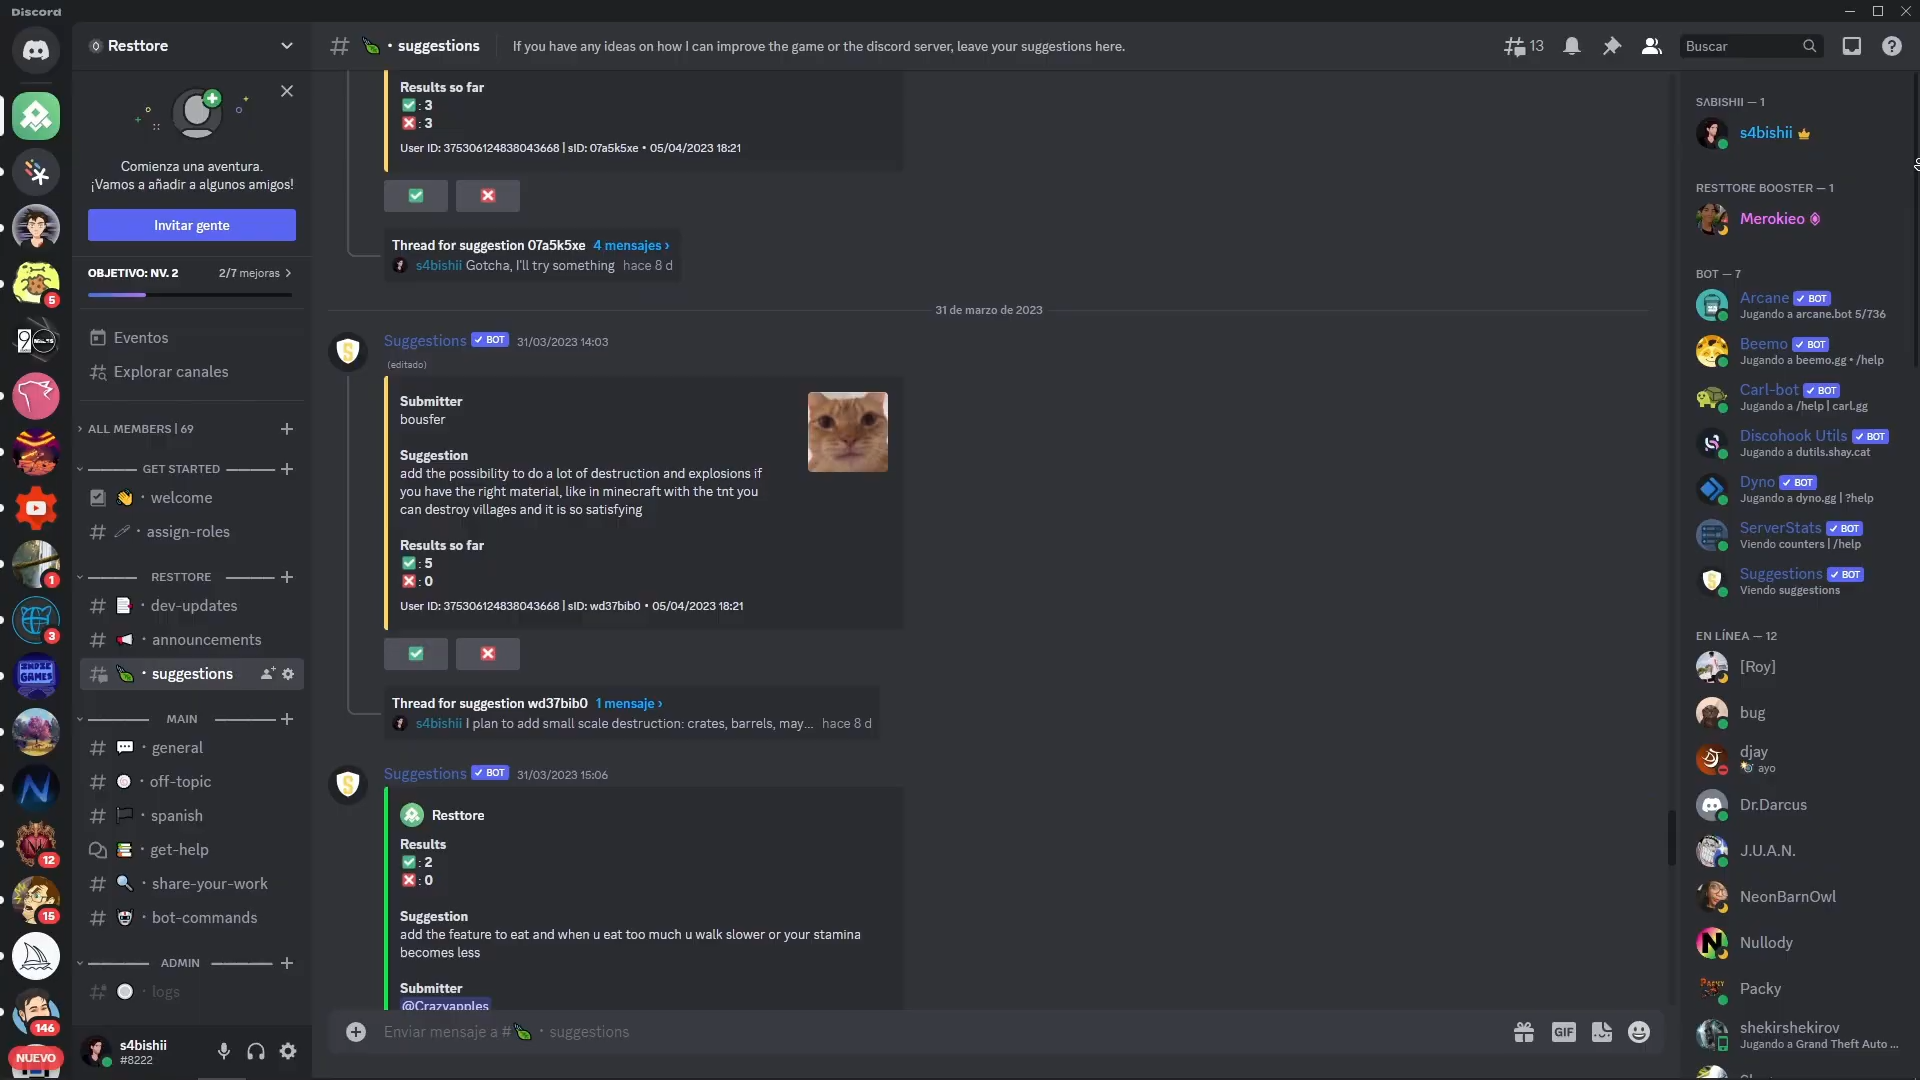 Discord
Resttore
Comienza una aventura.
¡Vamos a añadir a algunos amigos!
Invitar gente
OBJETIVO: NV. 2
2/7 mejoras
Eventos
Explorar canales
ALL MEMBERS | 69
GET STARTED
welcome
assign-roles
RESTTORE
dev-updates
announcements
suggestions
MAIN
general
off-topic
spanish
get-help
share-your-work
bot-commands
ADMIN
logs
s4bishii
#8222
5
1
3
12
15
146
NUEVO
suggestions
If you have any ideas on how I can improve the game or the discord server, leave your suggestions here.
13
Buscar
Results so far
: 3
: 3
User ID: 375306124838043668 | sID: 07a5k5xe • 05/04/2023 18:21
Thread for suggestion 07a5k5xe 4 mensajes ›
s4bishii Gotcha, I'll try something hace 8 d
31 de marzo de 2023
Suggestions BOT 31/03/2023 14:03
(editado)
Submitter
bousfer
Suggestion
add the possibility to do a lot of destruction and explosions if
you have the right material, like in minecraft with the tnt you
can destroy villages and it is so satisfying
Results so far
: 5
: 0
User ID: 375306124838043668 | sID: wd37bib0 • 05/04/2023 18:21
Thread for suggestion wd37bib0 1 mensaje ›
s4bishii I plan to add small scale destruction: crates, barrels, may... hace 8 d
Suggestions BOT 31/03/2023 15:06
Resttore
Results
: 2
: 0
Suggestion
add the feature to eat and when u eat too much u walk slower or your stamina
becomes less
Submitter
@Crazyapples
Enviar mensaje a # · suggestions
GIF
SΛBISHII — 1
s4bishii
RESTTORE BOOSTER — 1
Merokieo
BOT — 7
Arcane BOT
Jugando a arcane.bot 5/736
Beemo BOT
Jugando a beemo.gg • /help
Carl-bot BOT
Jugando a /help | carl.gg
Discohook Utils BOT
Jugando a dutils.shay.cat
Dyno BOT
Jugando a dyno.gg | ?help
ServerStats BOT
Viendo counters | /help
Suggestions BOT
Viendo suggestions
EN LÍNEA — 12
[Roy]
bug
djay
ayo
Dr.Darcus
J.U.A.N.
NeonBarnOwl
Nullody
Packy
shekirshekirov
Jugando a Grand Theft Auto ...